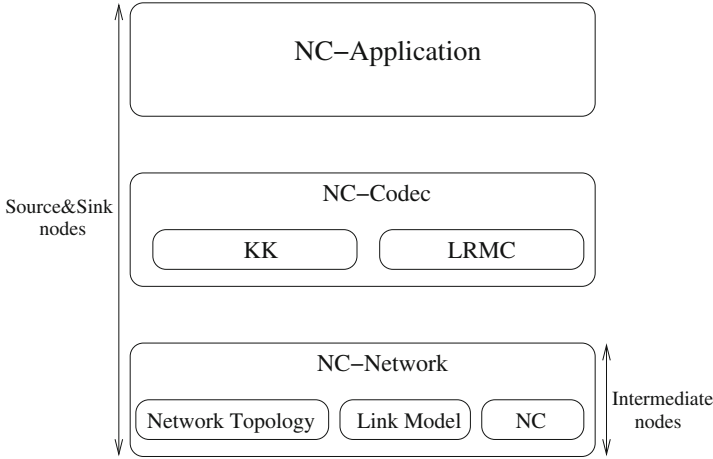 NC−Application
Source&Sink
nodes
NC−Codec
KK
LRMC
NC−Network
Network Topology
Link Model
NC
Intermediate
nodes